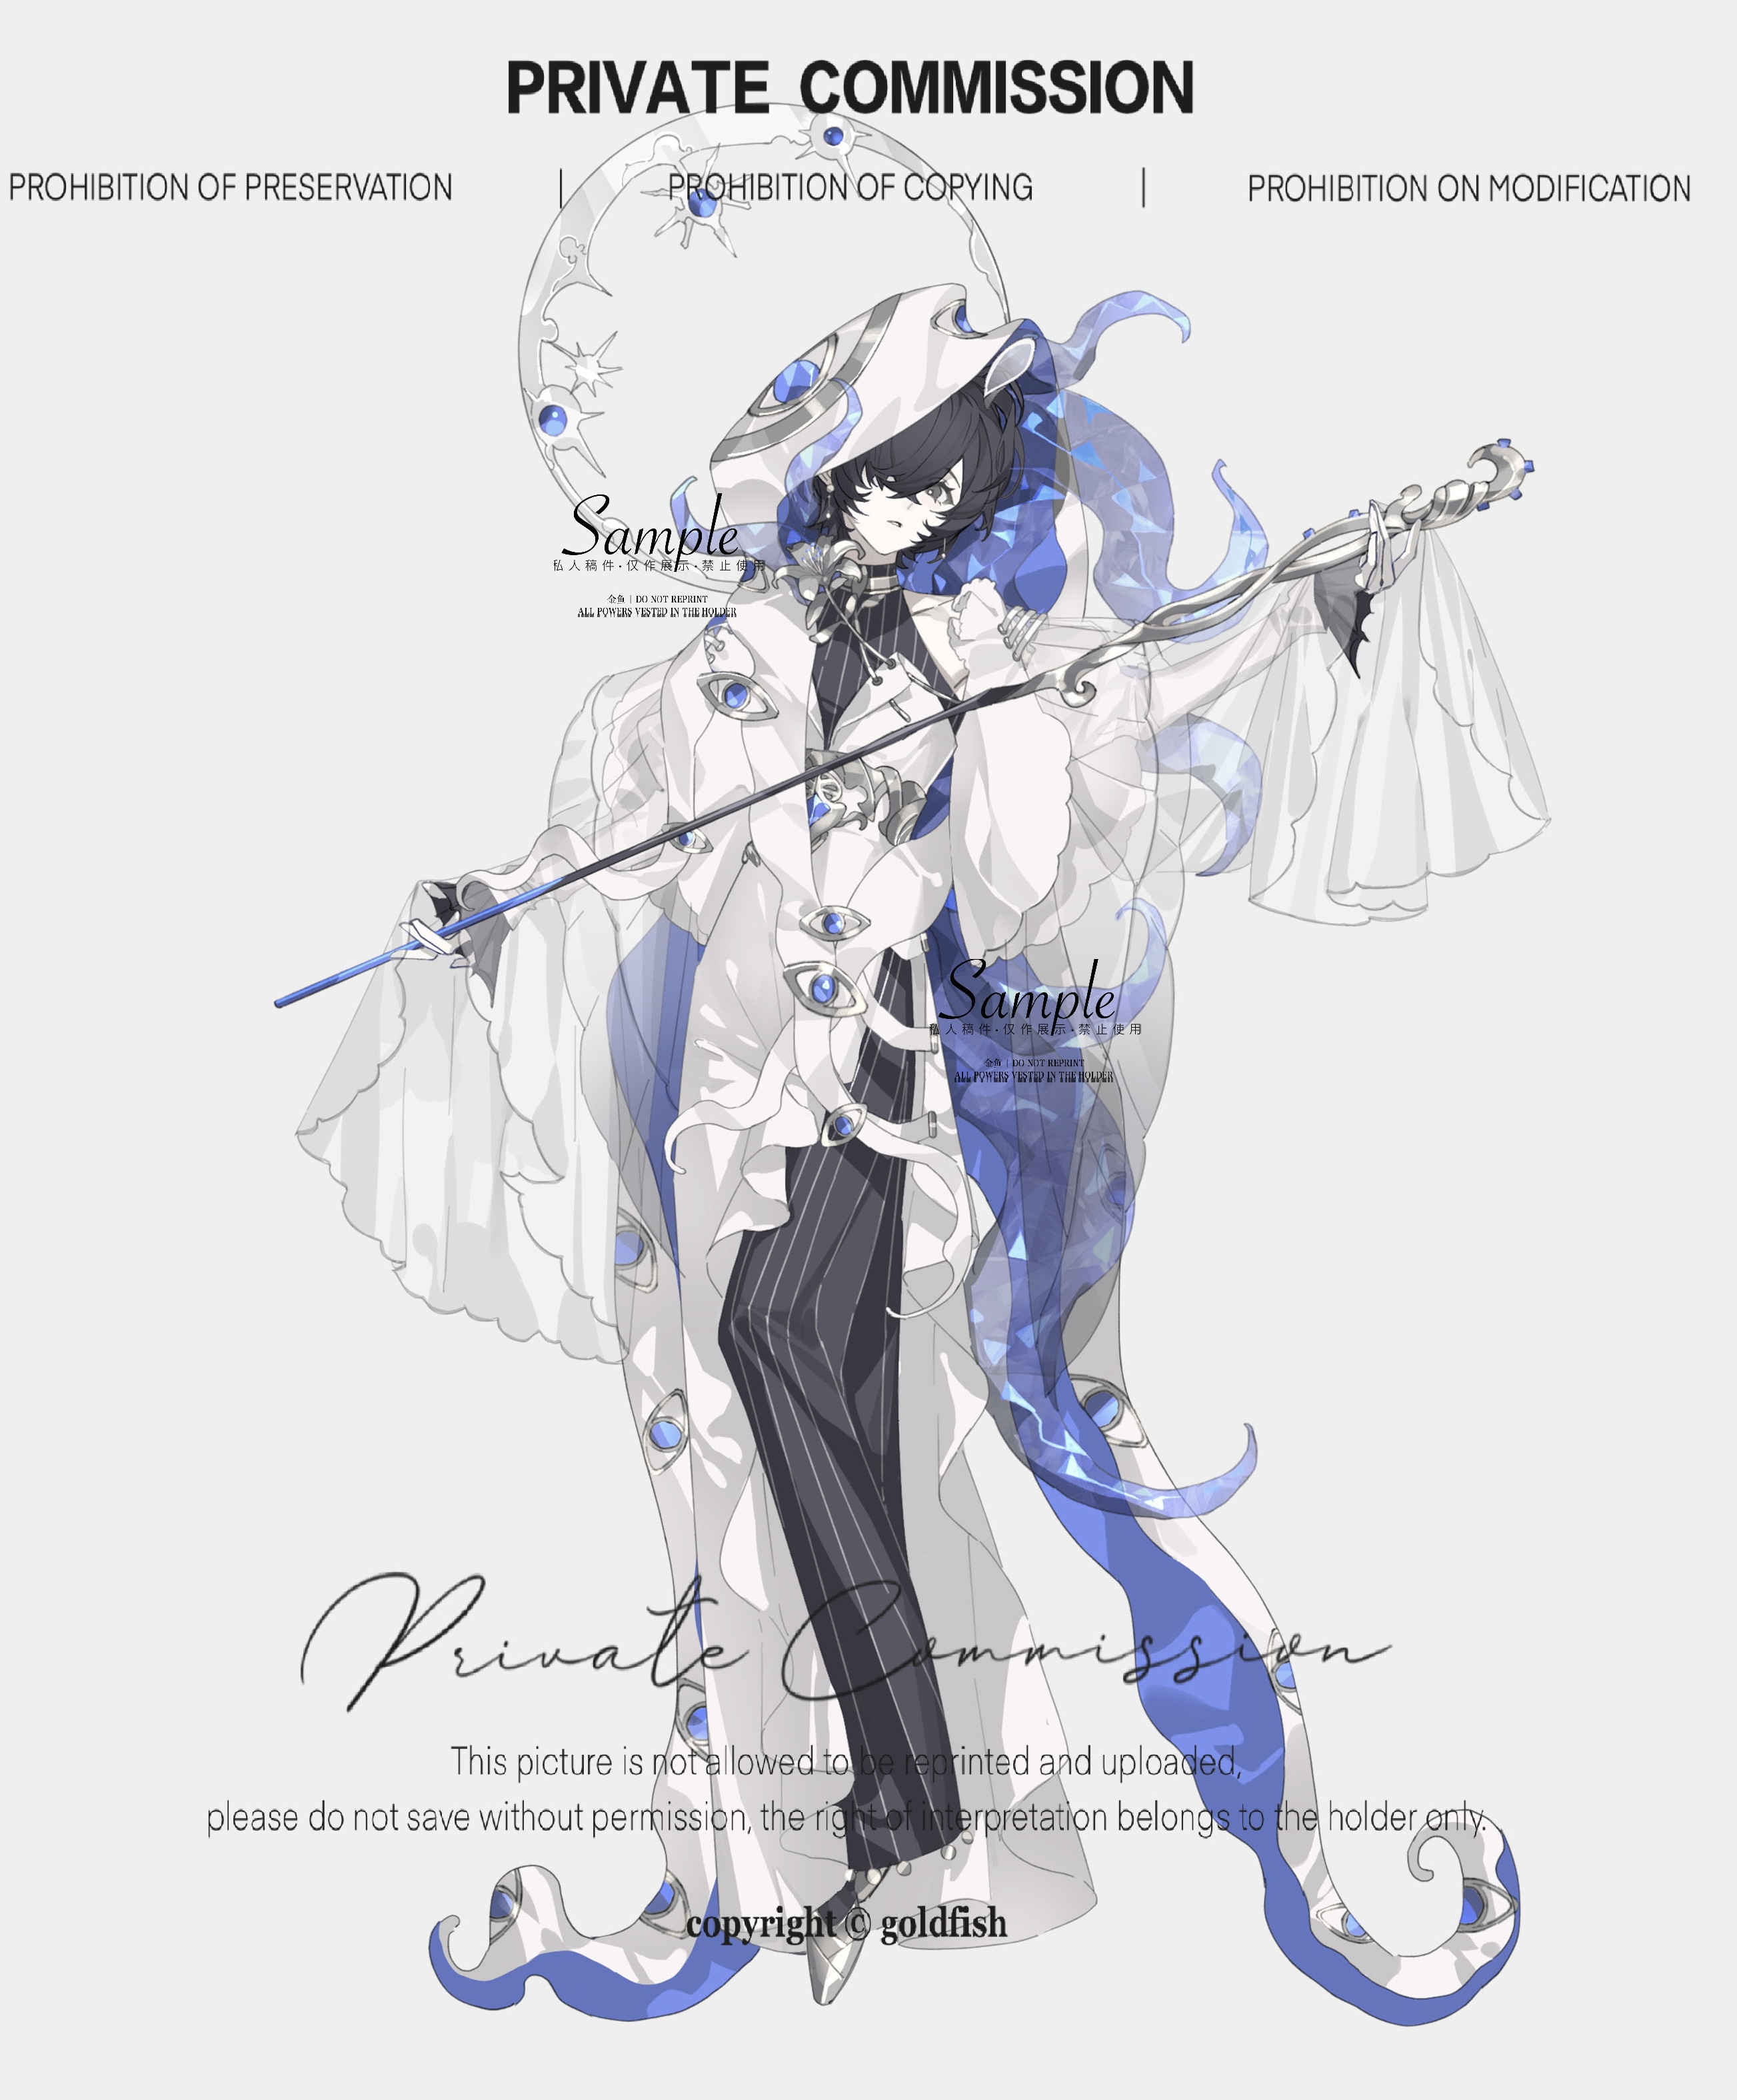 PRIVATE COMMISSION
PROHIBITION OF PRESERVATION | PROHIBITION OF COPYING | PROHIBITION ON MODIFICATION
Sample
私人稿件·仅作展示·禁止使用
金鱼 | DO NOT REPRINT
ALL POWERS VESTED IN THE HOLDER
Sample
私人稿件·仅作展示·禁止使用
金鱼 | DO NOT REPRINT
ALL POWERS VESTED IN THE HOLDER
Private Commission
This picture is not allowed to be reprinted and uploaded,
please do not save without permission, the right of interpretation belongs to the holder only.
copyright © goldfish